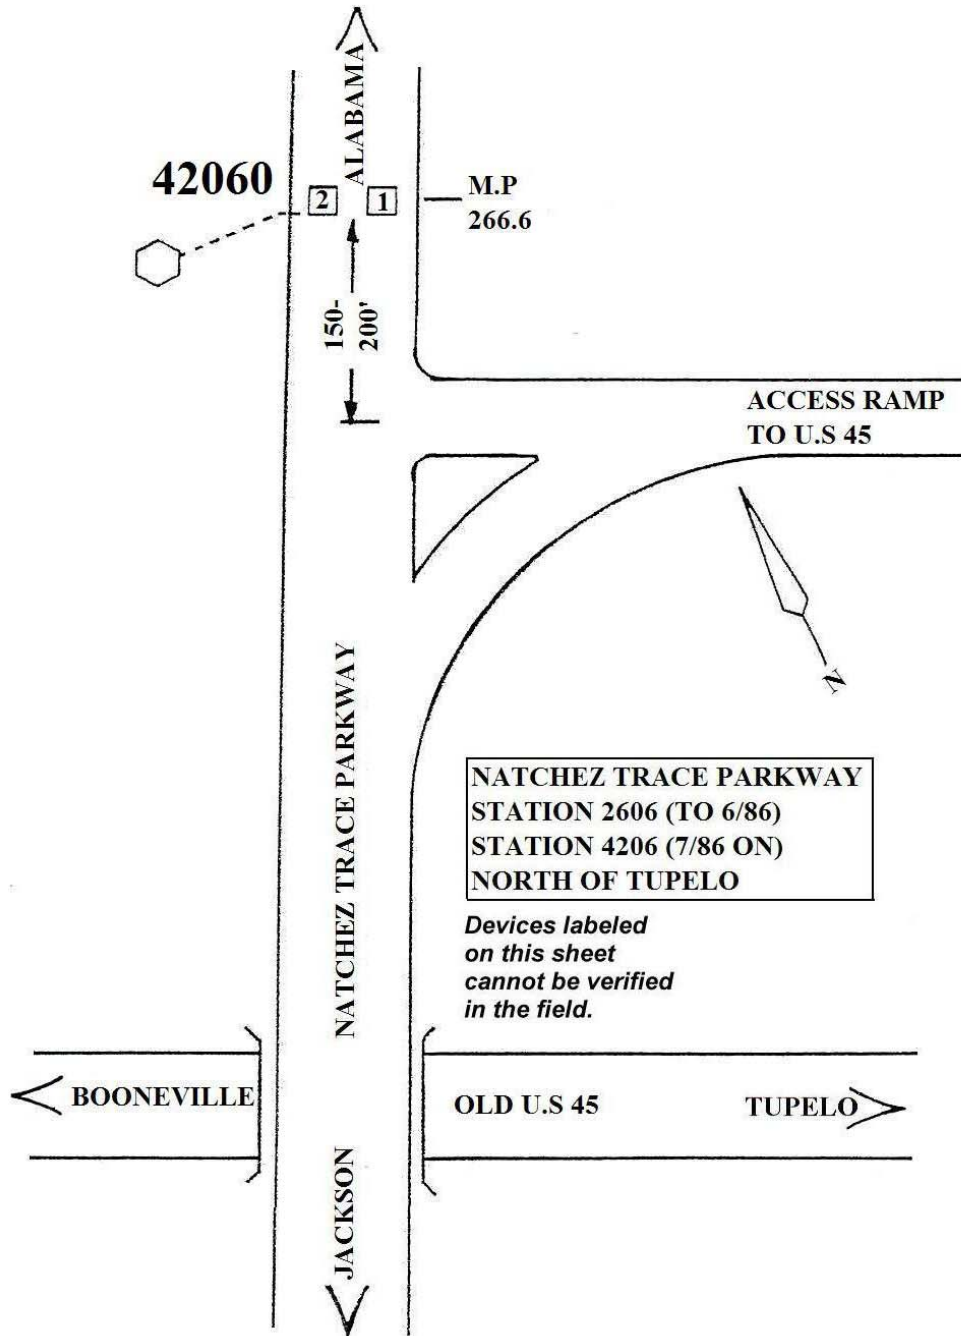 ALABAMA
42060
2
1
M.P
266.6
150-
200'
ACCESS RAMP
TO U.S 45
N
NATCHEZ TRACE PARKWAY
NATCHEZ TRACE PARKWAY
STATION 2606 (TO 6/86)
STATION 4206 (7/86 ON)
NORTH OF TUPELO
Devices labeled
on this sheet
cannot be verified
in the field.
BOONEVILLE
OLD U.S 45
TUPELO
JACKSON